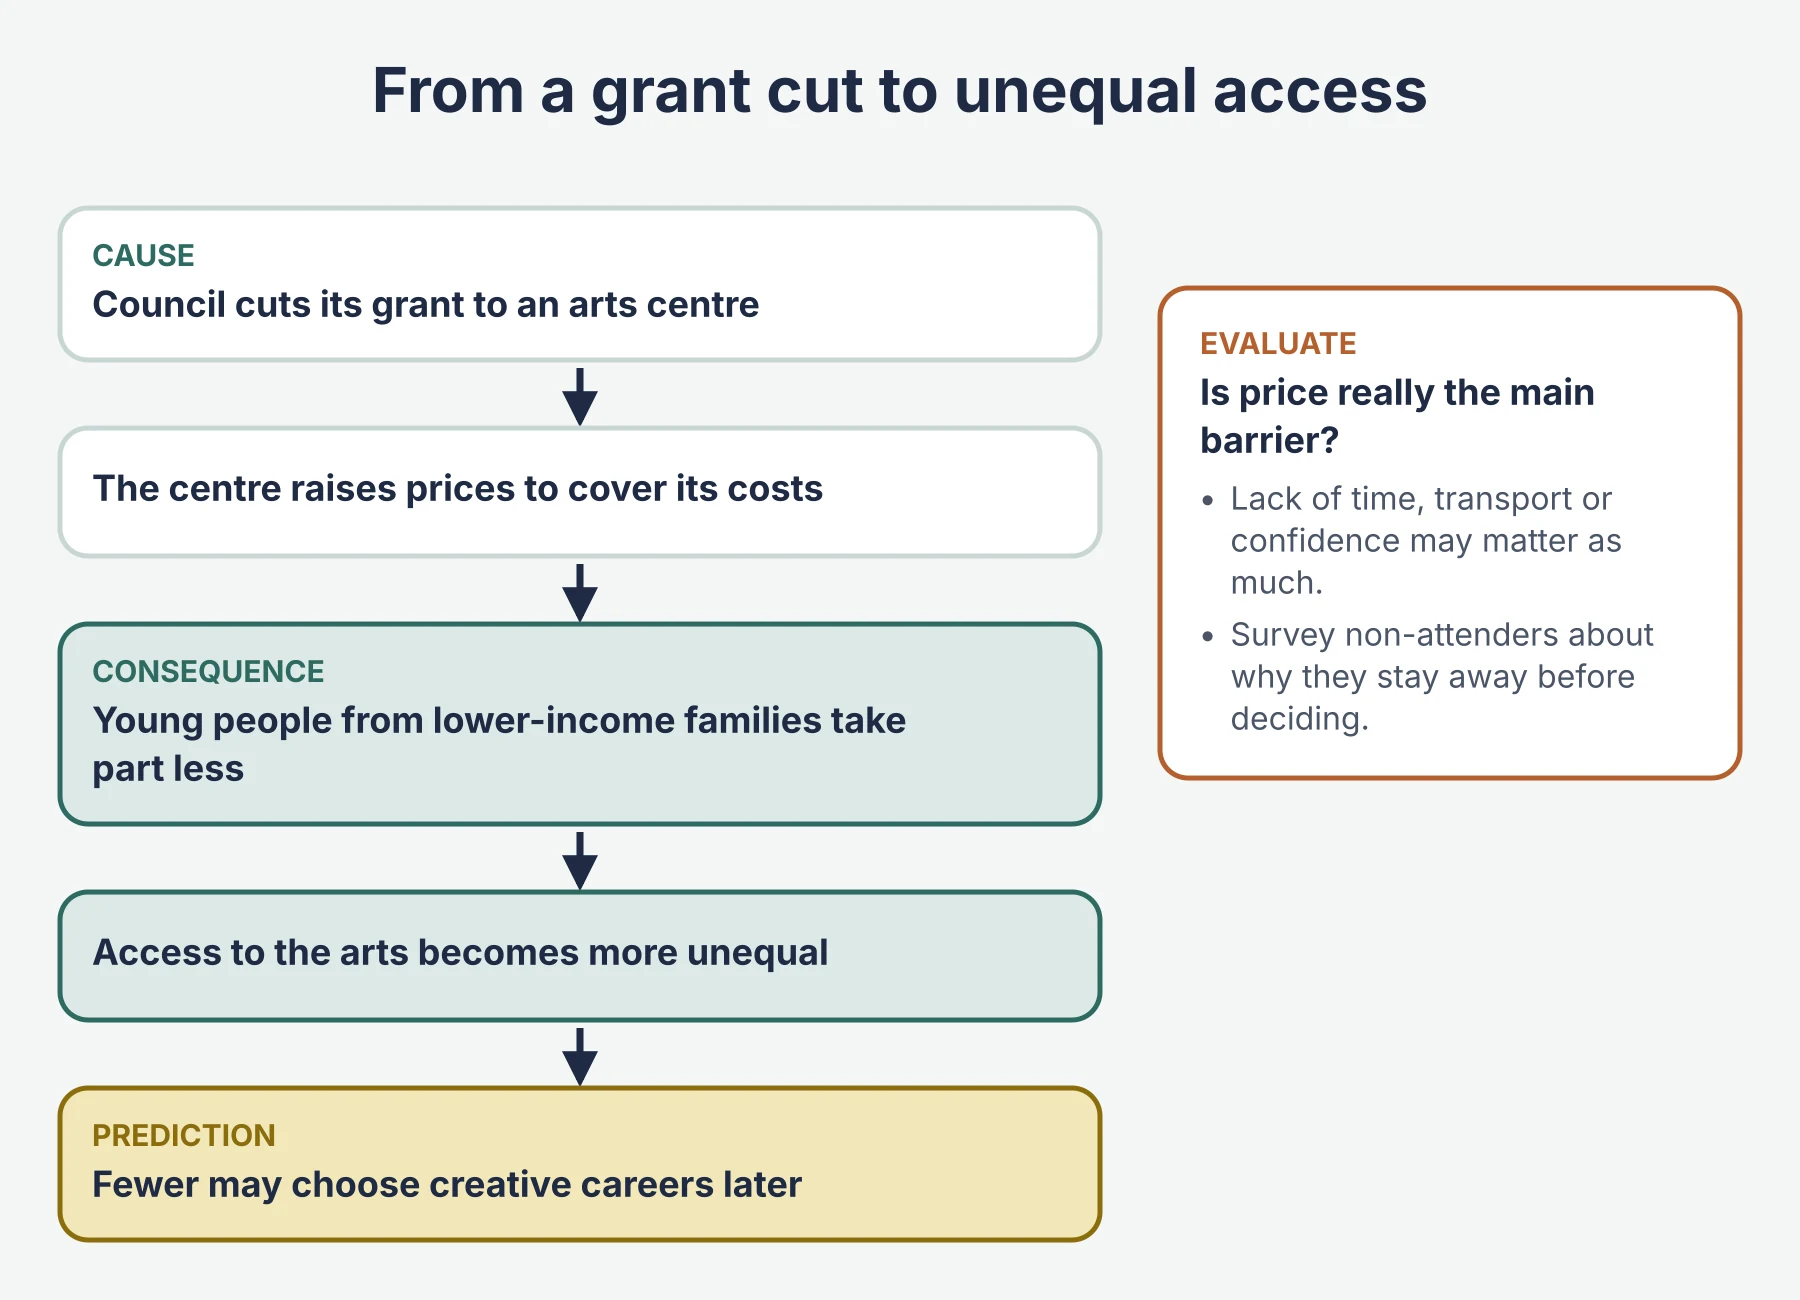 From a grant cut to unequal access
CAUSE
Council cuts its grant to an arts centre
The centre raises prices to cover its costs
CONSEQUENCE
Young people from lower-income families take
part less
Access to the arts becomes more unequal
PREDICTION
Fewer may choose creative careers later
EVALUATE
Is price really the main
barrier?
• Lack of time, transport or
confidence may matter as
much.
• Survey non-attenders about
why they stay away before
deciding.